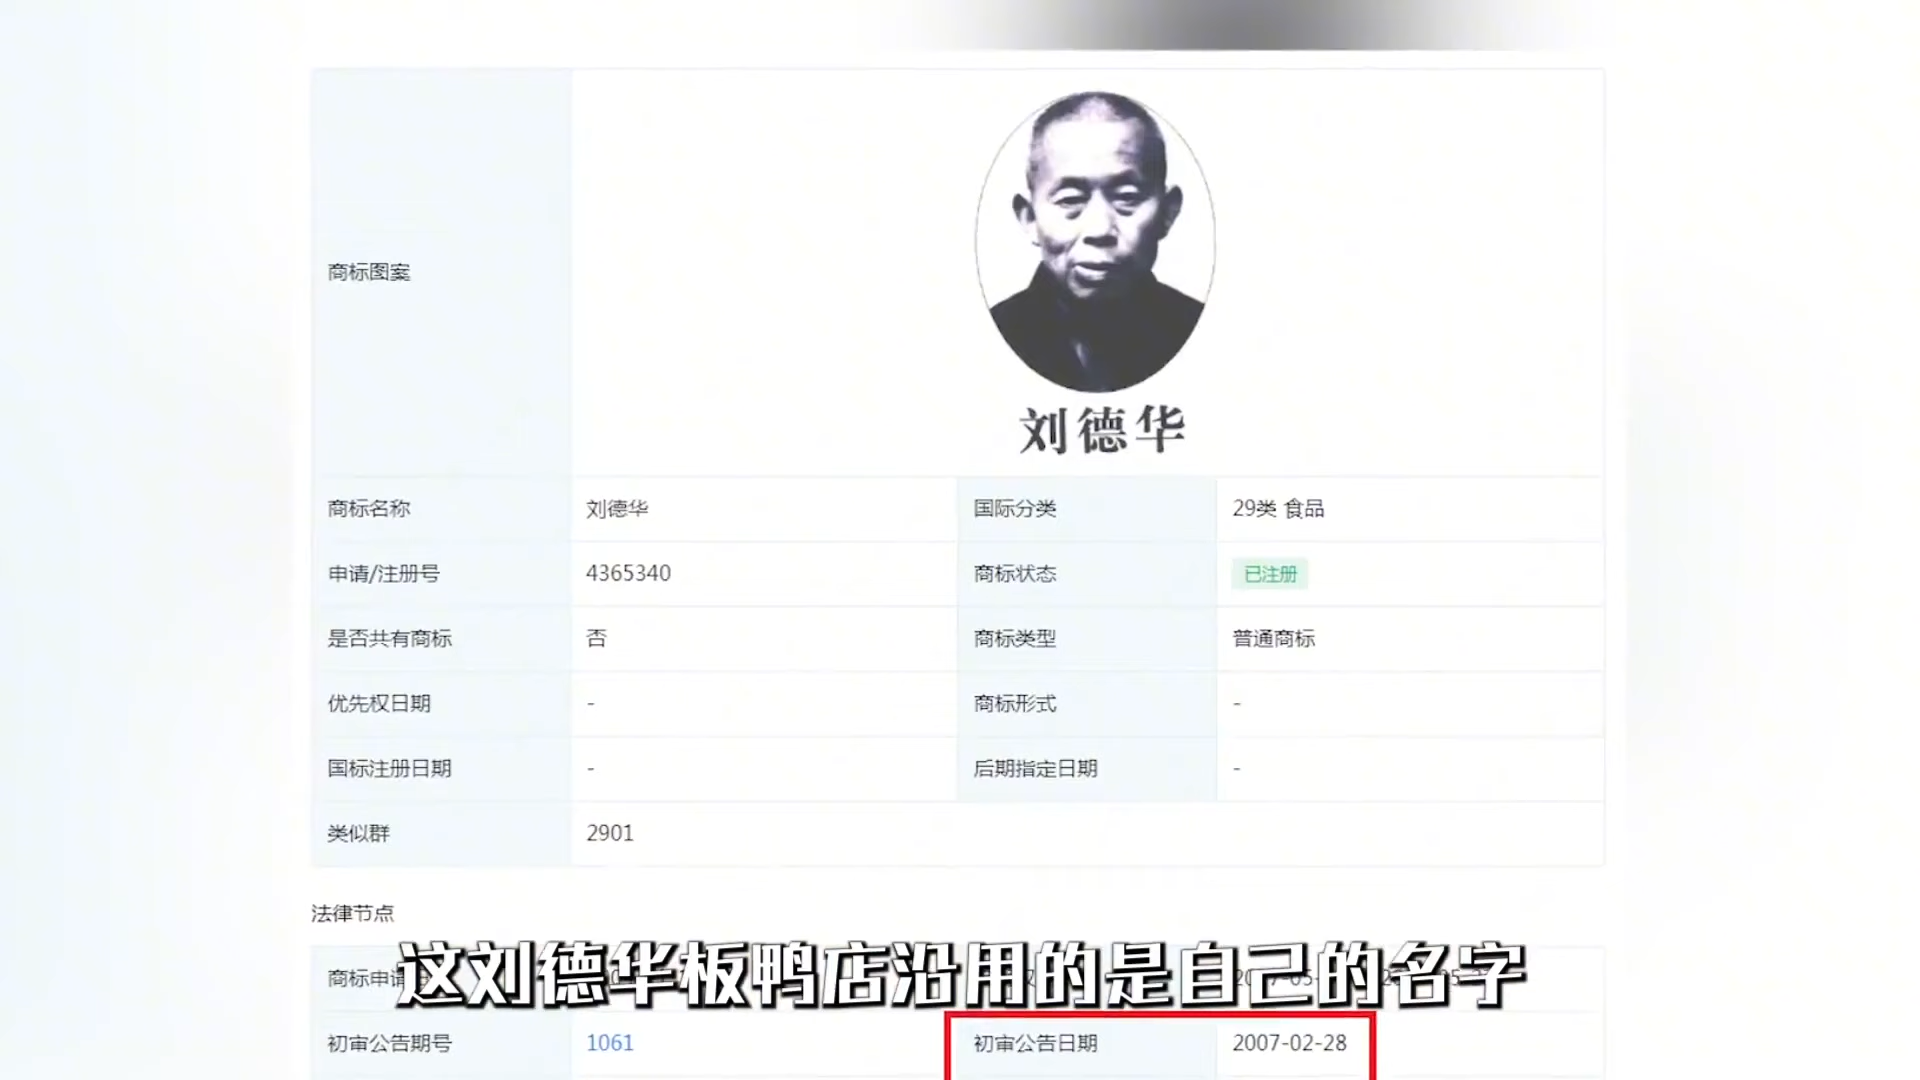 商标图案
刘德华
商标名称 刘德华 国际分类 29类 食品
申请/注册号 4365340 商标状态 已注册
是否共有商标 否 商标类型 普通商标
优先权日期 - 商标形式 -
国标注册日期 - 后期指定日期 -
类似群 2901
法律节点
商标申
这刘德华板鸭店沿用的是自己的名字
初审公告期号 1061 初审公告日期 2007-02-28